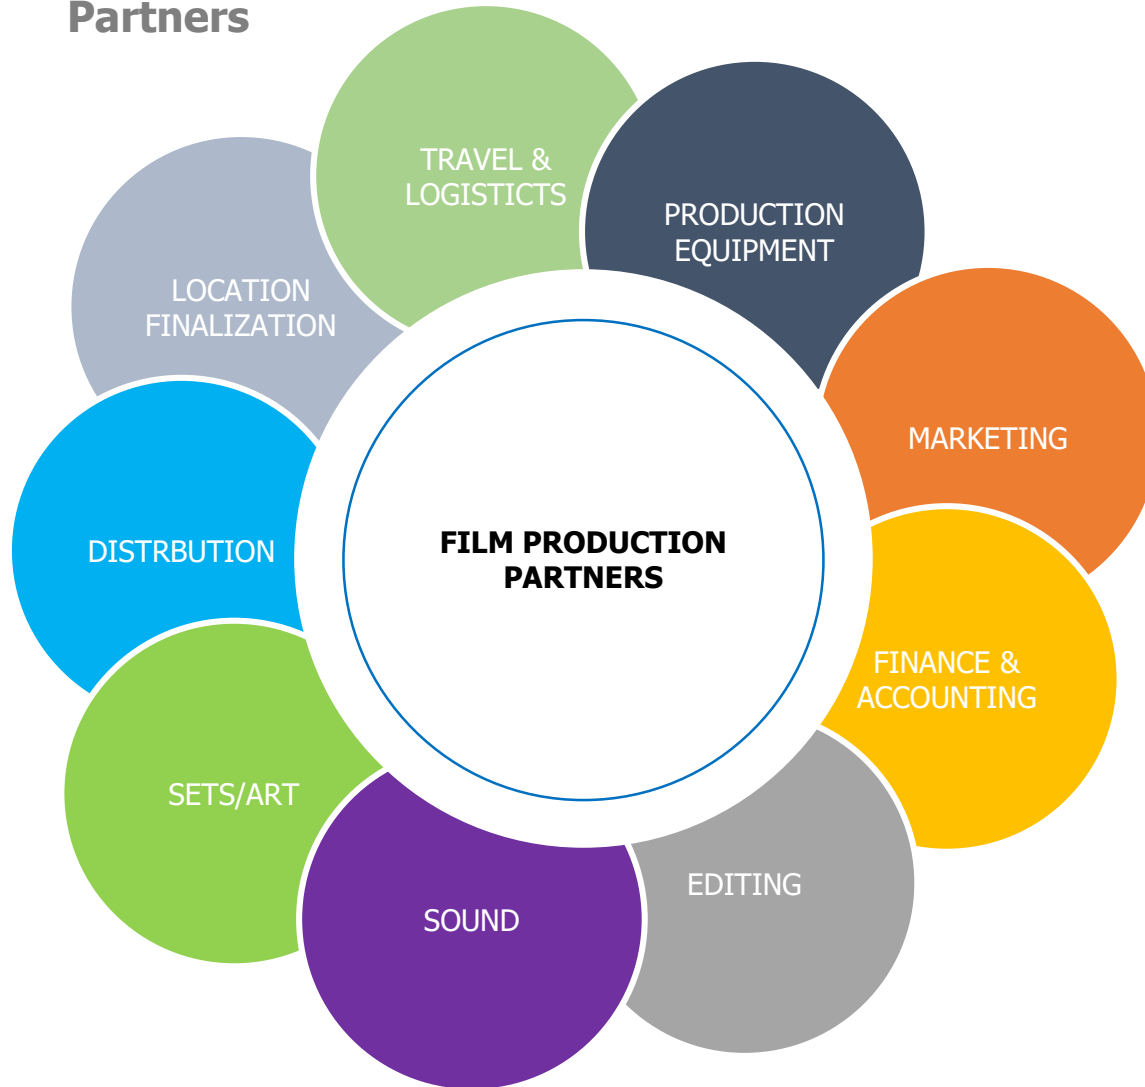 Partners
TRAVEL &
LOGISTICTS
PRODUCTION
EQUIPMENT
LOCATION
FINALIZATION
MARKETING
DISTRBUTION
FILM PRODUCTION
PARTNERS
FINANCE &
ACCOUNTING
SETS/ART
EDITING
SOUND